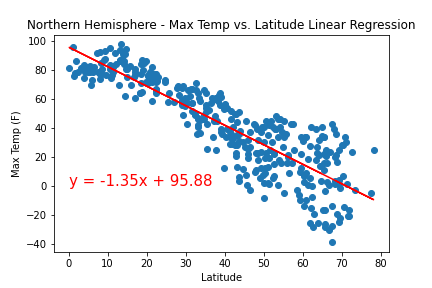 Northern Hemisphere - Max Temp vs. Latitude Linear Regression
100
80
60
40
20
0
−20
−40
Max Temp (F)
y = -1.35x + 95.88
0 10 20 30 40 50 60 70 80
Latitude